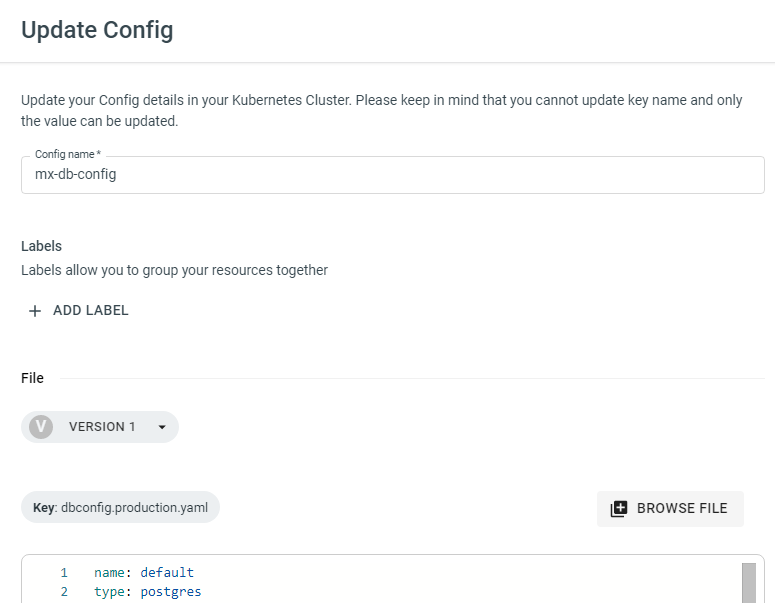 Update Config
Update your Config details in your Kubernetes Cluster. Please keep in mind that you cannot update key name and only
the value can be updated.
Config name *
mx-db-config
Labels
Labels allow you to group your resources together
+ ADD LABEL
File
V VERSION 1
Key: dbconfig.production.yaml
BROWSE FILE
1 name: default
2 type: postgres